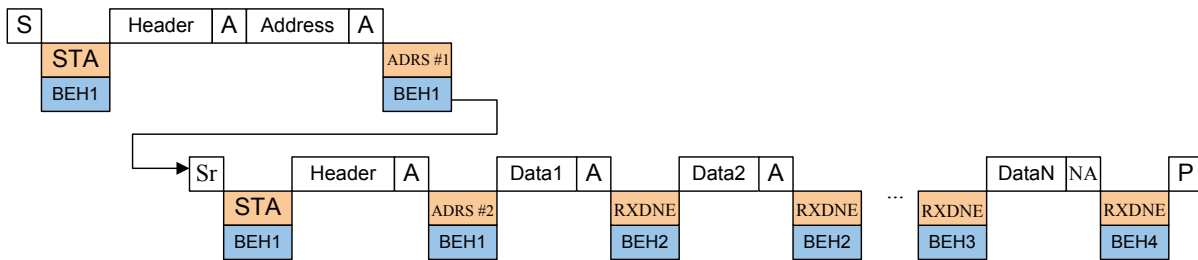 S Header A Address A
STA ADRS #1
BEH1 BEH1
Sr Header A Data1 A Data2 A DataN NA P
STA ADRS #2 RXDNE RXDNE ... RXDNE RXDNE
BEH1 BEH1 BEH2 BEH2 BEH3 BEH4